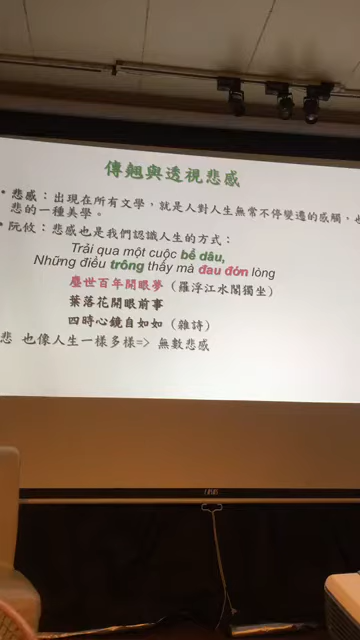 傳翹與透視悲感
• 悲感：出現在所有文學，就是人對人生無常不停變遷的感觸，也
悲的一種美學。
• 阮攸：悲感也是我們認識人生的方式：
Trải qua một cuộc bể dâu,
Những điều trông thấy mà đau đớn lòng
塵世百年開眼夢（羅浮江水閣獨坐）
葉落花開眼前事
四時心鏡自如如（雜詩）
悲 也像人生一樣多樣=> 無數悲感